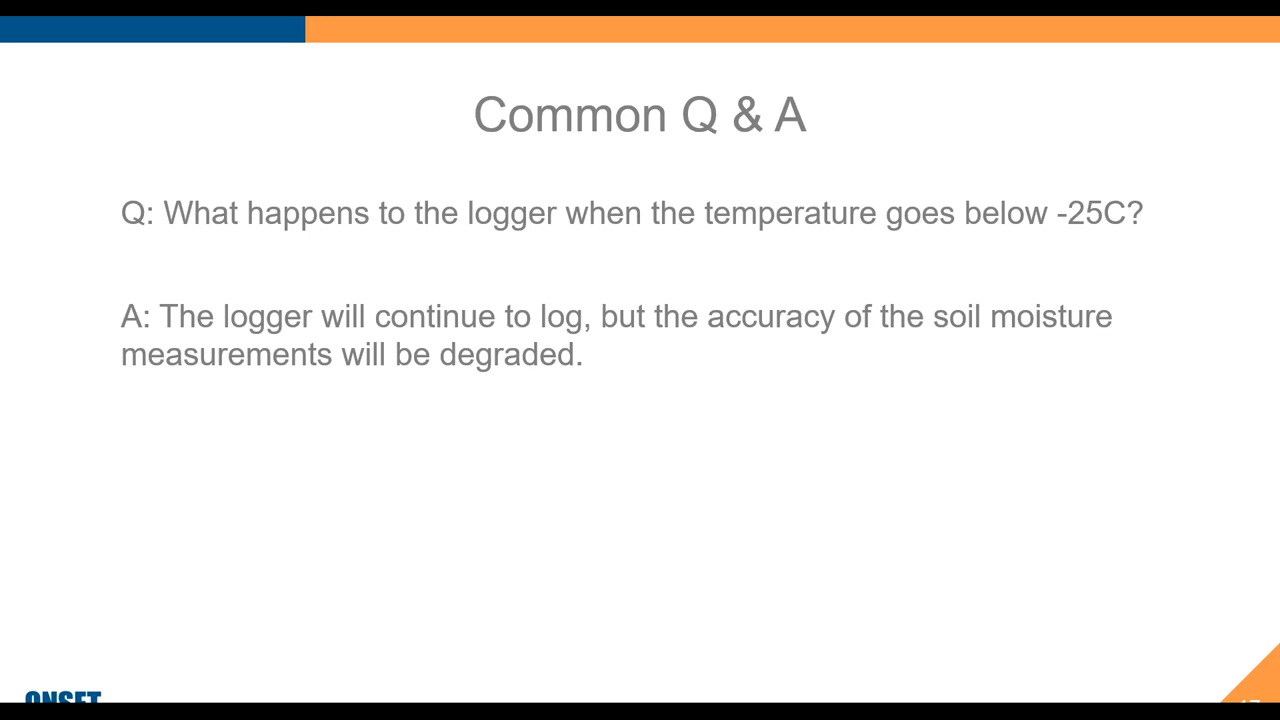 Common Q & A
Q: What happens to the logger when the temperature goes below -25C?
A: The logger will continue to log, but the accuracy of the soil moisture
measurements will be degraded.
ONSET